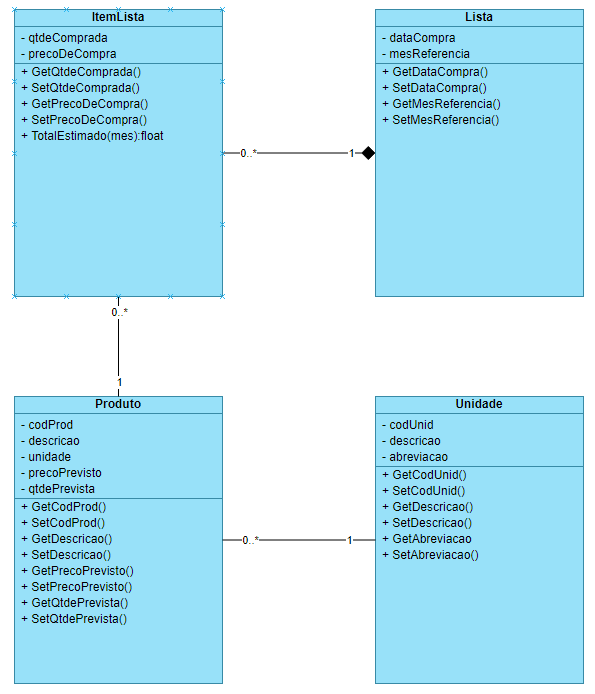 ItemLista
- qtdeComprada
- precoDeCompra
+ GetQtdeComprada()
+ SetQtdeComprada()
+ GetPrecoDeCompra()
+ SetPrecoDeCompra()
+ TotalEstimado(mes):float
0..*
1
Lista
- dataCompra
- mesReferencia
+ GetDataCompra()
+ SetDataCompra()
+ GetMesReferencia()
+ SetMesReferencia()
0..*
1
Produto
- codProd
- descricao
- unidade
- precoPrevisto
- qtdePrevista
+ GetCodProd()
+ SetCodProd()
+ GetDescricao()
+ SetDescricao()
+ GetPrecoPrevisto()
+ SetPrecoPrevisto()
+ GetQtdePrevista()
+ SetQtdePrevista()
0..*
1
Unidade
- codUnid
- descricao
- abreviacao
+ GetCodUnid()
+ SetCodUnid()
+ GetDescricao()
+ SetDescricao()
+ GetAbreviacao
+ SetAbreviacao()